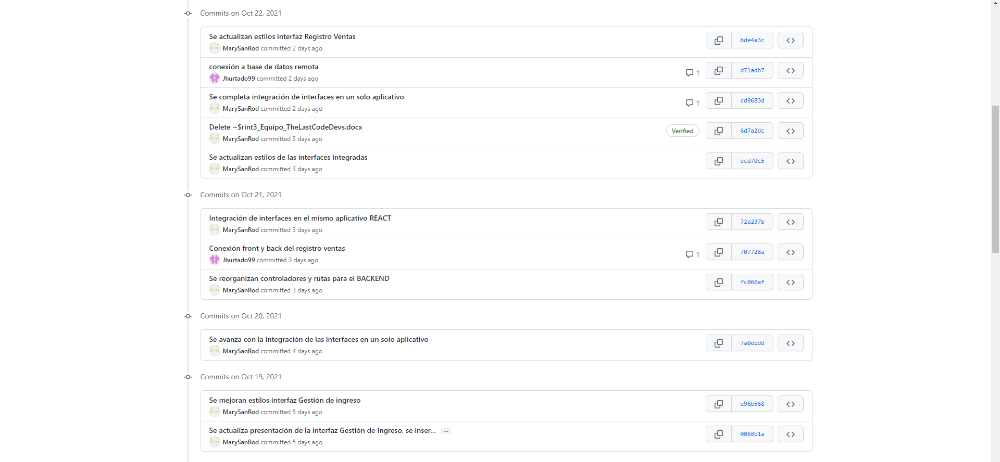 Commits on Oct 22, 2021
Se actualizan estilos interfaz Registro Ventas
bde4a3c
MarySanRod committed 2 days ago
conexión a base de datos remota
1
d71adb7
Jhurtado99 committed 2 days ago
Se completa integración de interfaces en un solo aplicativo
1
cd9683d
MarySanRod committed 2 days ago
Delete ~$rint3_Equipo_TheLastCodeDevs.docx
Verified
6d7a2dc
MarySanRod committed 3 days ago
Se actualizan estilos de las interfaces integradas
ecd70c5
MarySanRod committed 3 days ago
Commits on Oct 21, 2021
Integración de interfaces en el mismo aplicativo REACT
72a237b
MarySanRod committed 3 days ago
Conexión front y back del registro ventas
1
707728a
Jhurtado99 committed 3 days ago
Se reorganizan controladores y rutas para el BACKEND
fc066af
MarySanRod committed 3 days ago
Commits on Oct 20, 2021
Se avanza con la integración de las interfaces en un solo aplicativo
7a0ebdd
MarySanRod committed 4 days ago
Commits on Oct 19, 2021
Se mejoran estilos interfaz Gestión de ingreso
e96b568
MarySanRod committed 5 days ago
Se actualiza presentación de la interfaz Gestión de Ingreso, se inser... ...
0068b1a
MarySanRod committed 5 days ago